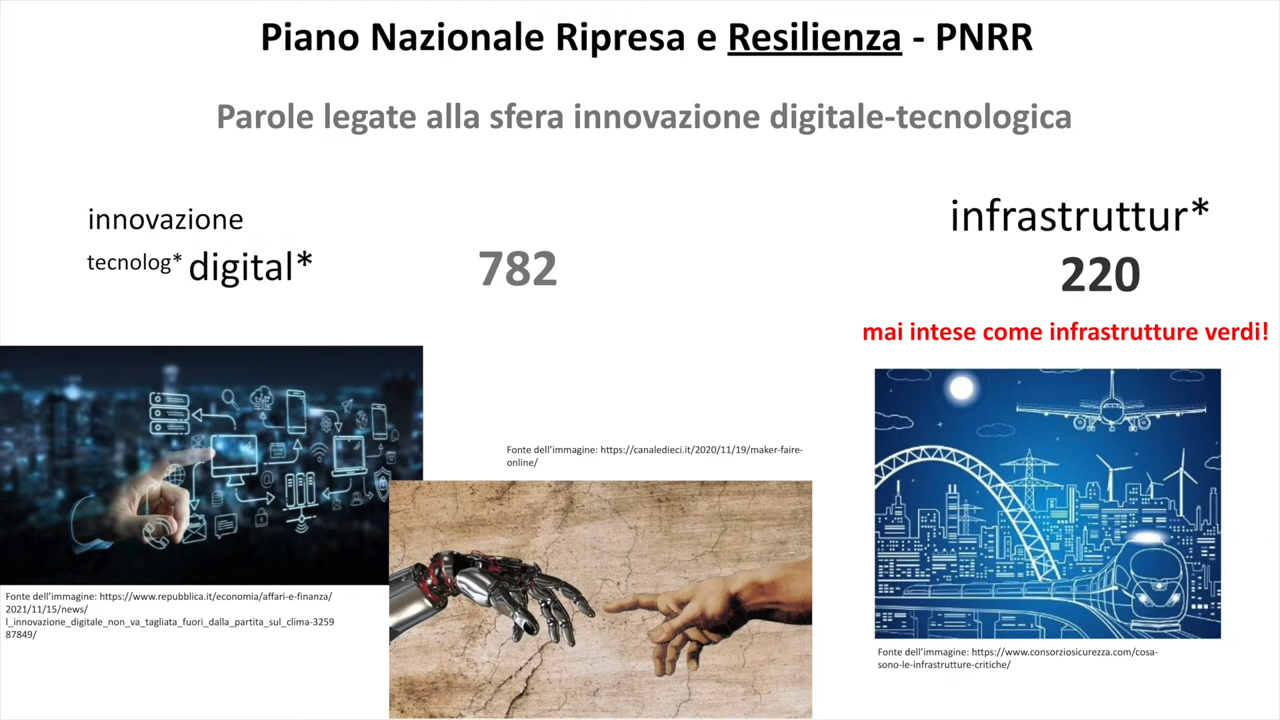 Piano Nazionale Ripresa e Resilienza - PNRR
Parole legate alla sfera innovazione digitale-tecnologica
innovazione
tecnolog* digital*
782
infrastruttur*
220
mai intese come infrastrutture verdi!
Fonte dell’immagine: https://canaledieci.it/2020/11/19/maker-faire-
online/
Fonte dell’immagine: https://www.repubblica.it/economia/affari-e-finanza/
2021/11/15/news/
l_innovazione_digitale_non_va_tagliata_fuori_dalla_partita_sul_clima-3259
87849/
Fonte dell’immagine: https://www.consorziosicurezza.com/cosa-
sono-le-infrastrutture-critiche/